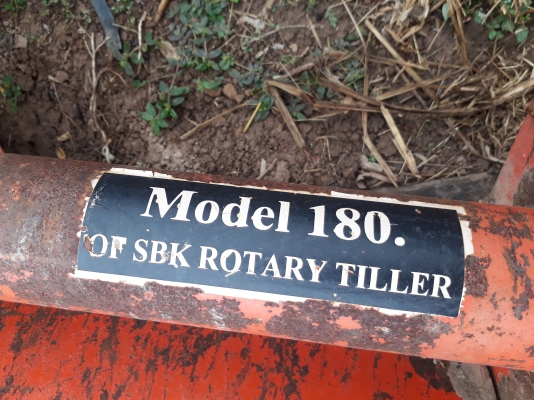 Model 180.
OF SBK ROTARY TILLER